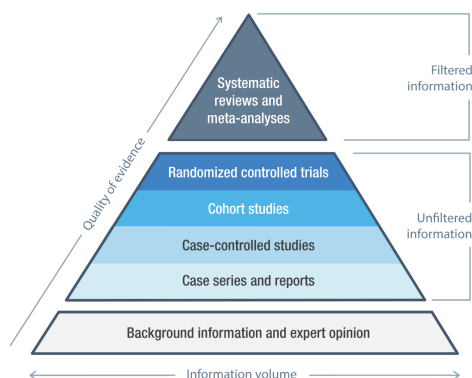 Systematic
reviews and
meta-analyses
Filtered
information
Quality of evidence
Randomized controlled trials
Cohort studies
Case-controlled studies
Case series and reports
Unfiltered
information
Background information and expert opinion
Information volume